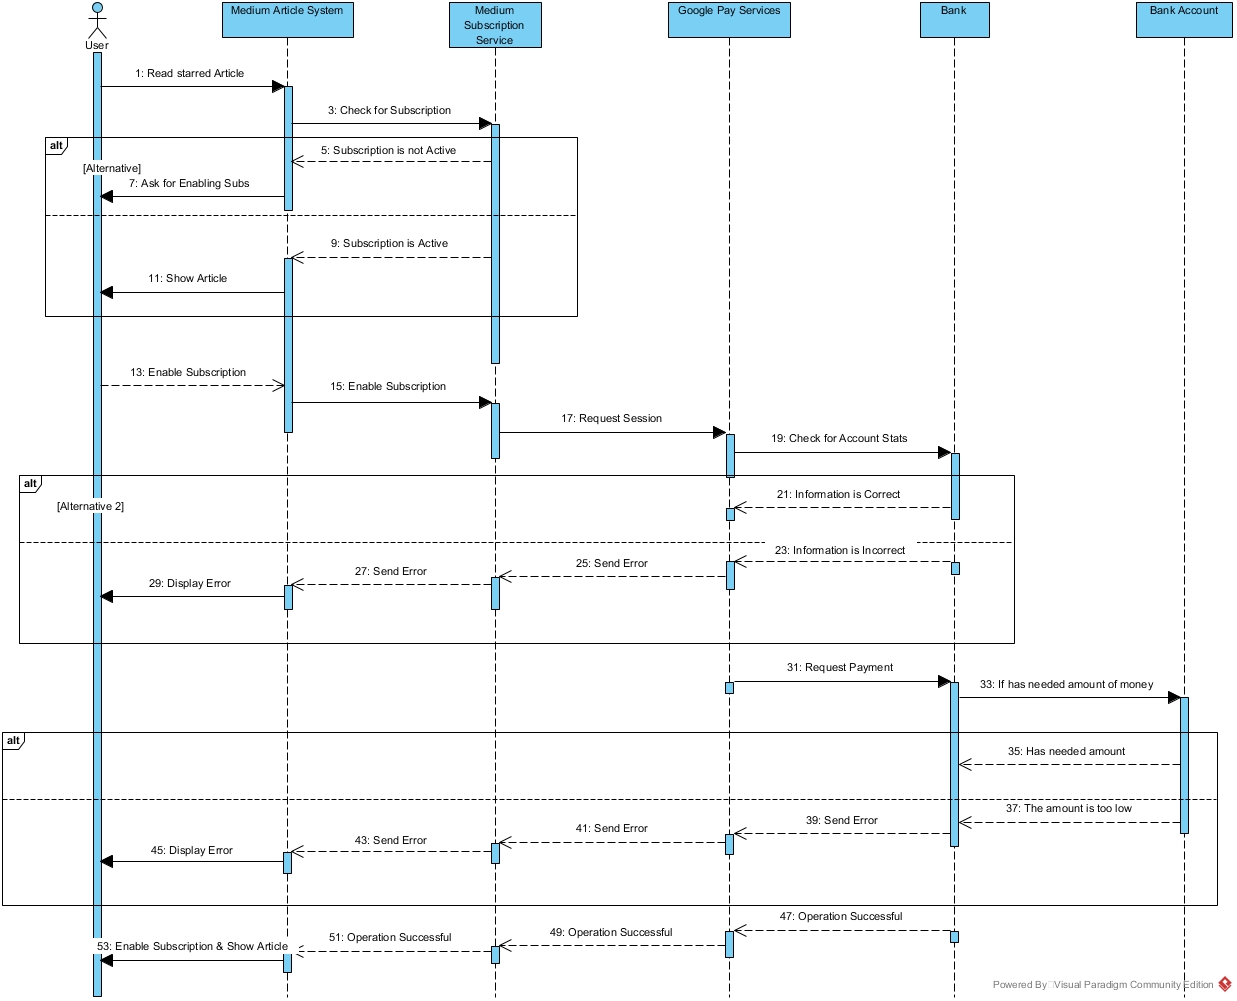 Medium Article System
Medium
Subscription
Service
Google Pay Services
Bank
Bank Account
User
1: Read starred Article
3: Check for Subscription
alt
5: Subscription is not Active
[Alternative]
7: Ask for Enabling Subs
9: Subscription is Active
11: Show Article
13: Enable Subscription
15: Enable Subscription
17: Request Session
19: Check for Account Stats
alt
21: Information is Correct
[Alternative 2]
23: Information is Incorrect
25: Send Error
27: Send Error
29: Display Error
31: Request Payment
33: If has needed amount of money
alt
35: Has needed amount
37: The amount is too low
39: Send Error
41: Send Error
43: Send Error
45: Display Error
47: Operation Successful
49: Operation Successful
51: Operation Successful
53: Enable Subscription & Show Article
Powered By Visual Paradigm Community Edition